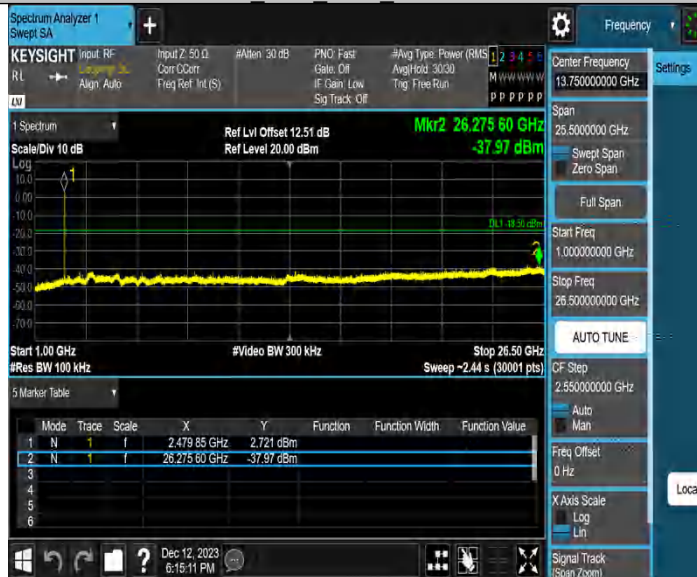 Spectrum Analyzer 1
Swept SA
+
Frequency
KEYSIGHT
RL
Input: RF
Align: Auto
Input Z: 50 Ω
Corr CCorr
Freq Ref: Int (S)
#Atten: 30 dB
PNO: Fast
Gate: Off
IF Gain: Low
Sig Track: Off
#Avg Type: Power (RMS
Avg|Hold: 30/30
Trig: Free Run
1 2 3 4 5 6
M W W W W W
P P P P P P
LXI
1 Spectrum
Scale/Div 10 dB
Ref Lvl Offset 12.51 dB
Ref Level 20.00 dBm
Mkr2 26.275 60 GHz
-37.97 dBm
Log
10.0
0.00
-10.0
-20.0
-30.0
-40.0
-50.0
-60.0
-70.0
1
DL1 -18.50 dBm
2
Start 1.00 GHz
#Res BW 100 kHz
#Video BW 300 kHz
Stop 26.50 GHz
Sweep ~2.44 s (30001 pts)
5 Marker Table
Mode Trace Scale X Y Function Function Width Function Value
1 N 1 f 2.479 85 GHz 2.721 dBm
2 N 1 f 26.275 60 GHz -37.97 dBm
3
4
5
6
Dec 12, 2023
6:15:11 PM
Center Frequency
13.750000000 GHz
Span
25.5000000 GHz
Swept Span
Zero Span
Full Span
Start Freq
1.000000000 GHz
Stop Freq
26.500000000 GHz
AUTO TUNE
CF Step
2.550000000 GHz
Auto
Man
Freq Offset
0 Hz
X Axis Scale
Log
Lin
Signal Track
(Span Zoom)
Settings
Loca